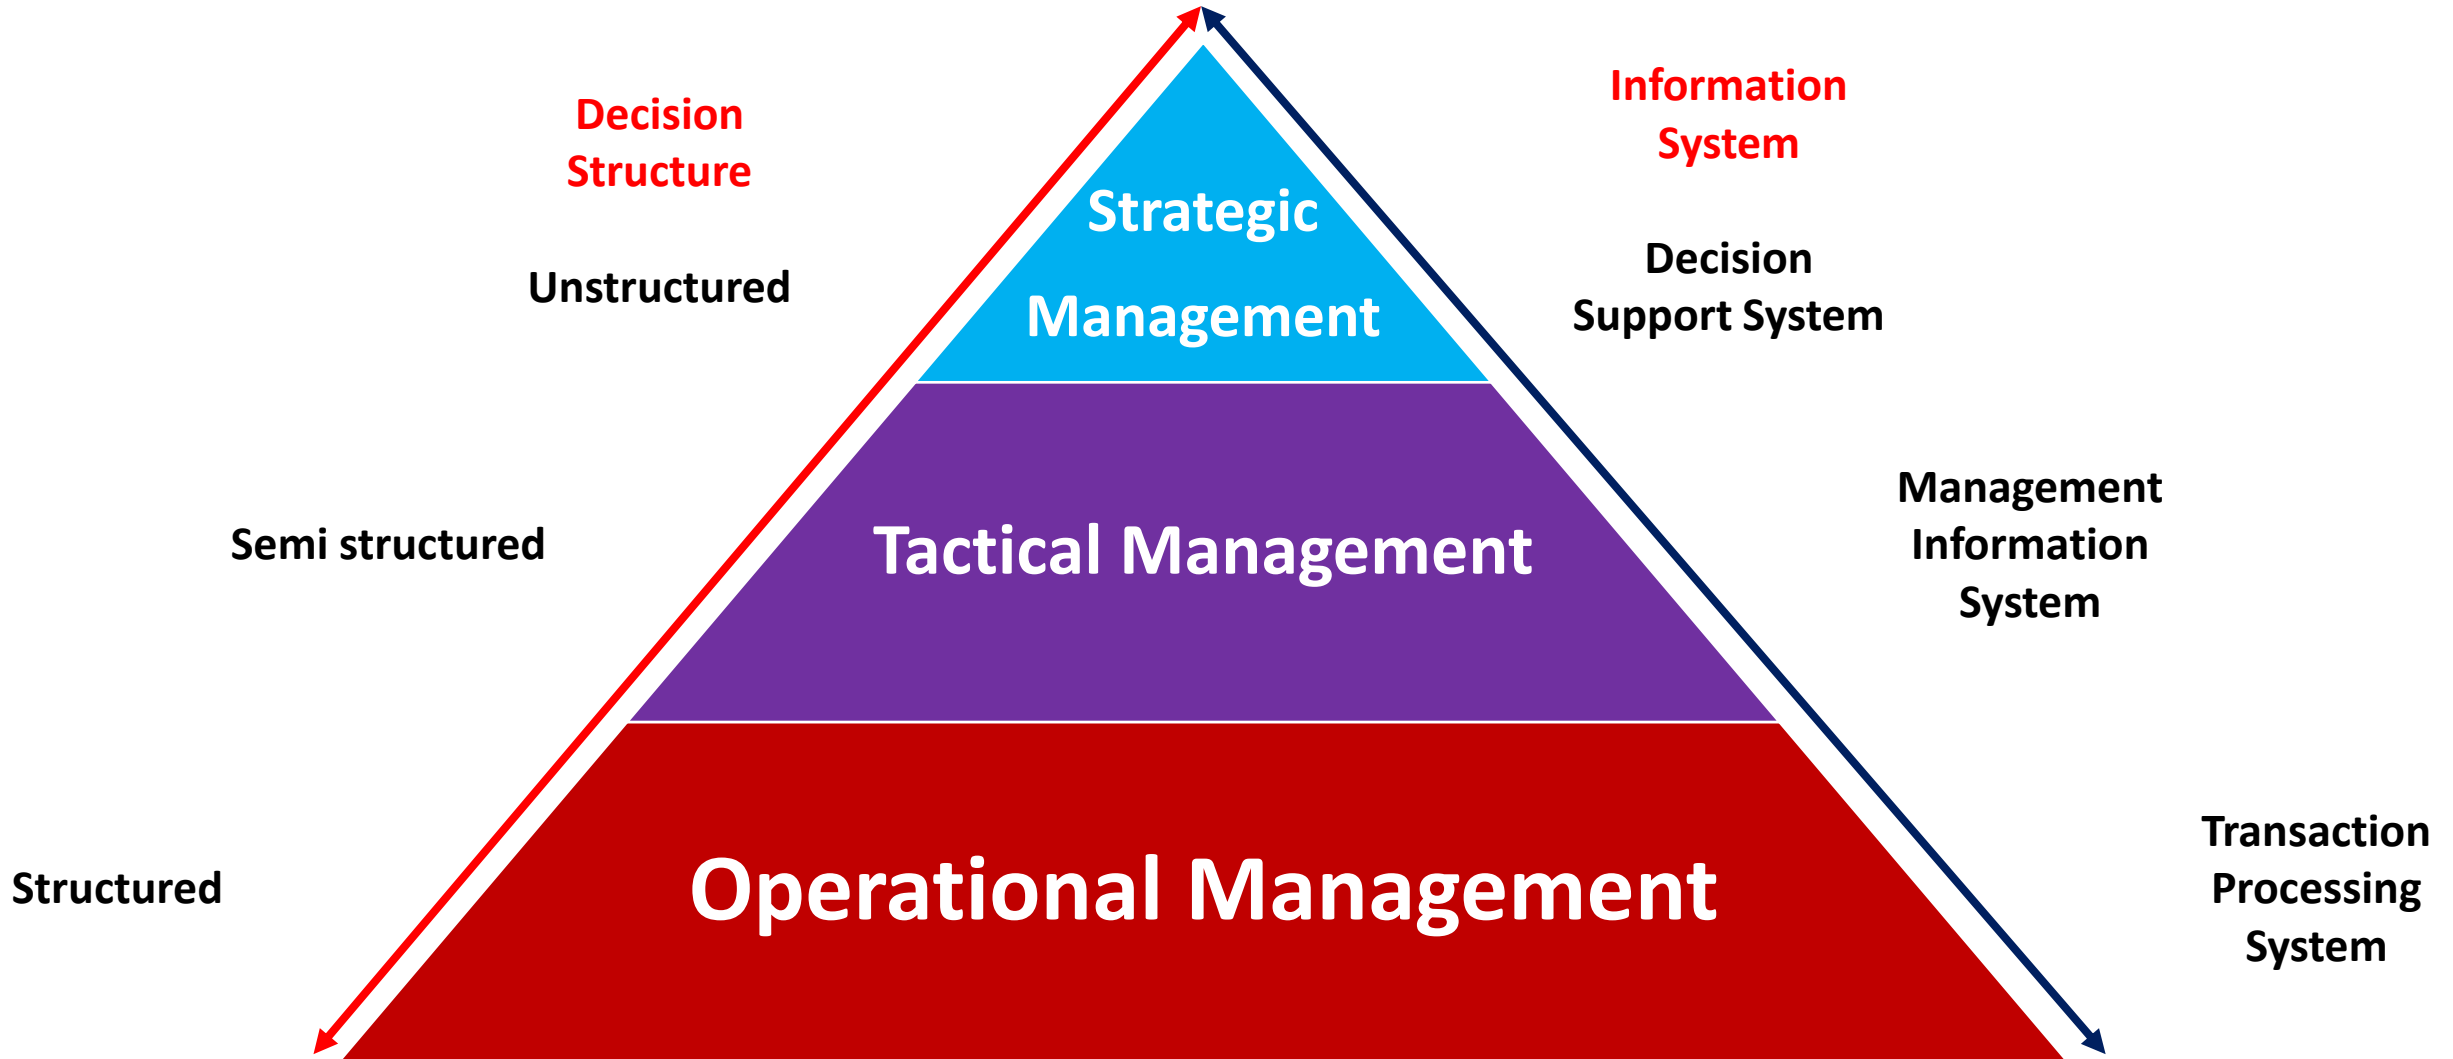 Decision
Structure
Information
System
Unstructured
Strategic
Management
Decision
Support System
Semi structured
Tactical Management
Management
Information
System
Structured
Operational Management
Transaction
Processing
System